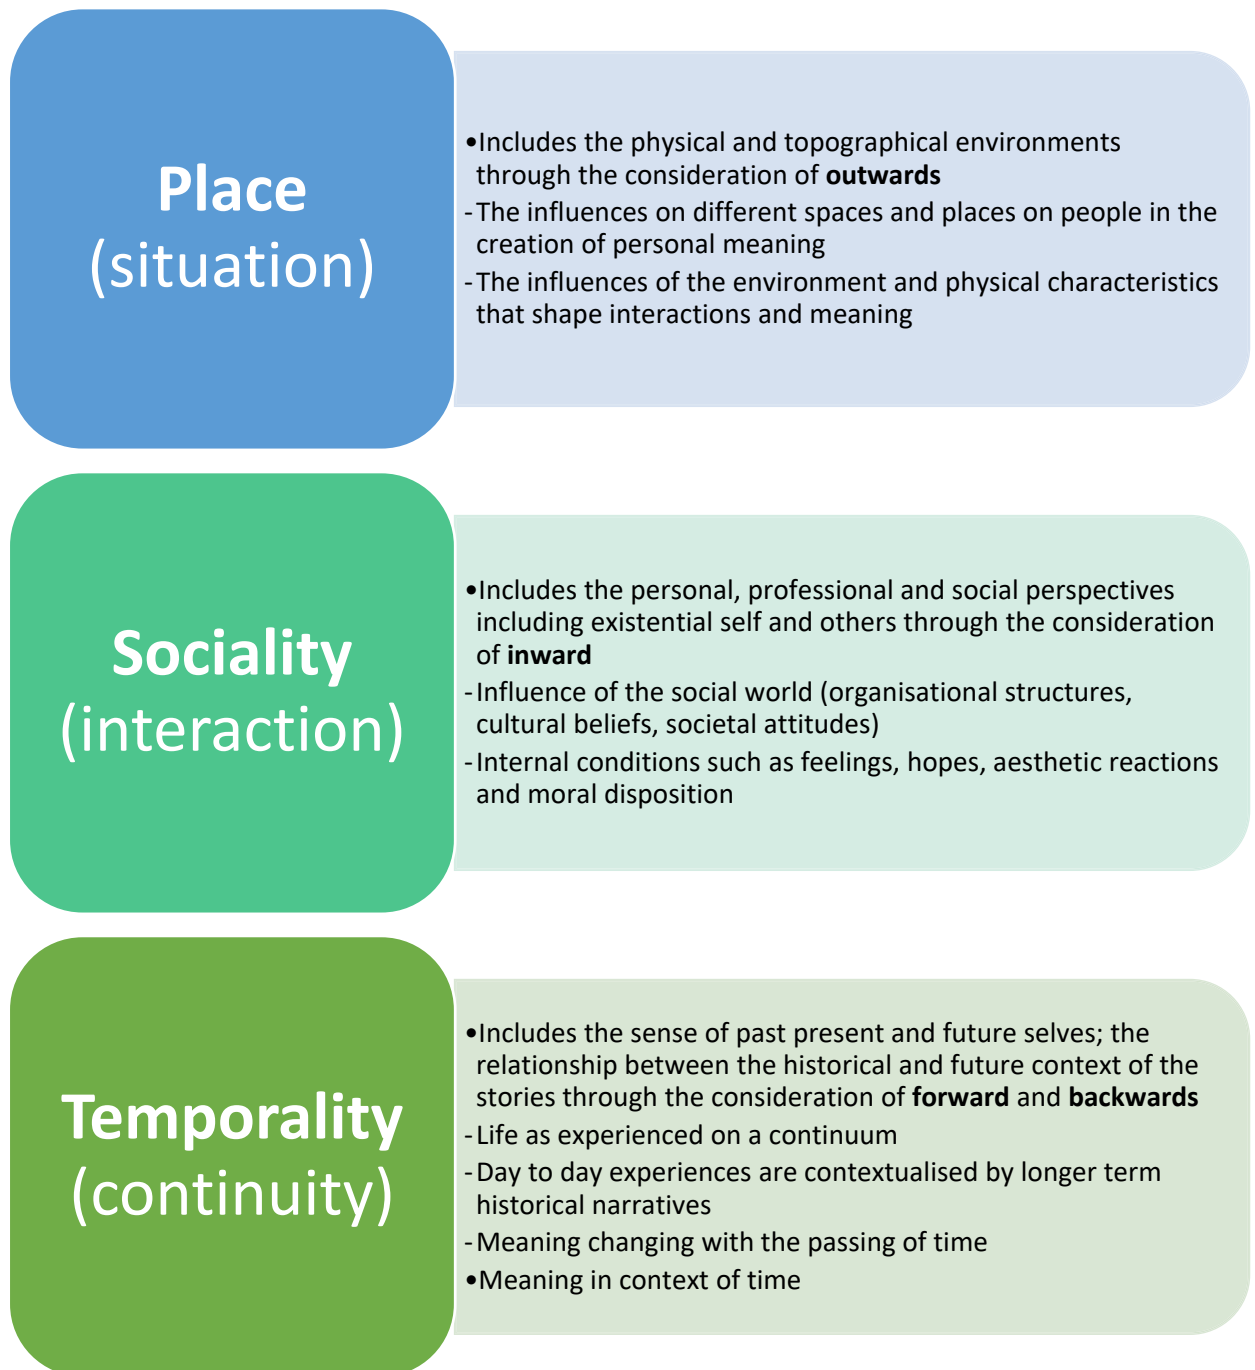 Place
(situation)
•Includes the physical and topographical environments
through the consideration of outwards
-The influences on different spaces and places on people in the
creation of personal meaning
-The influences of the environment and physical characteristics
that shape interactions and meaning
Sociality
(interaction)
•Includes the personal, professional and social perspectives
including existential self and others through the consideration
of inward
-Influence of the social world (organisational structures,
cultural beliefs, societal attitudes)
-Internal conditions such as feelings, hopes, aesthetic reactions
and moral disposition
Temporality
(continuity)
•Includes the sense of past present and future selves; the
relationship between the historical and future context of the
stories through the consideration of forward and backwards
-Life as experienced on a continuum
-Day to day experiences are contextualised by longer term
historical narratives
-Meaning changing with the passing of time
•Meaning in context of time